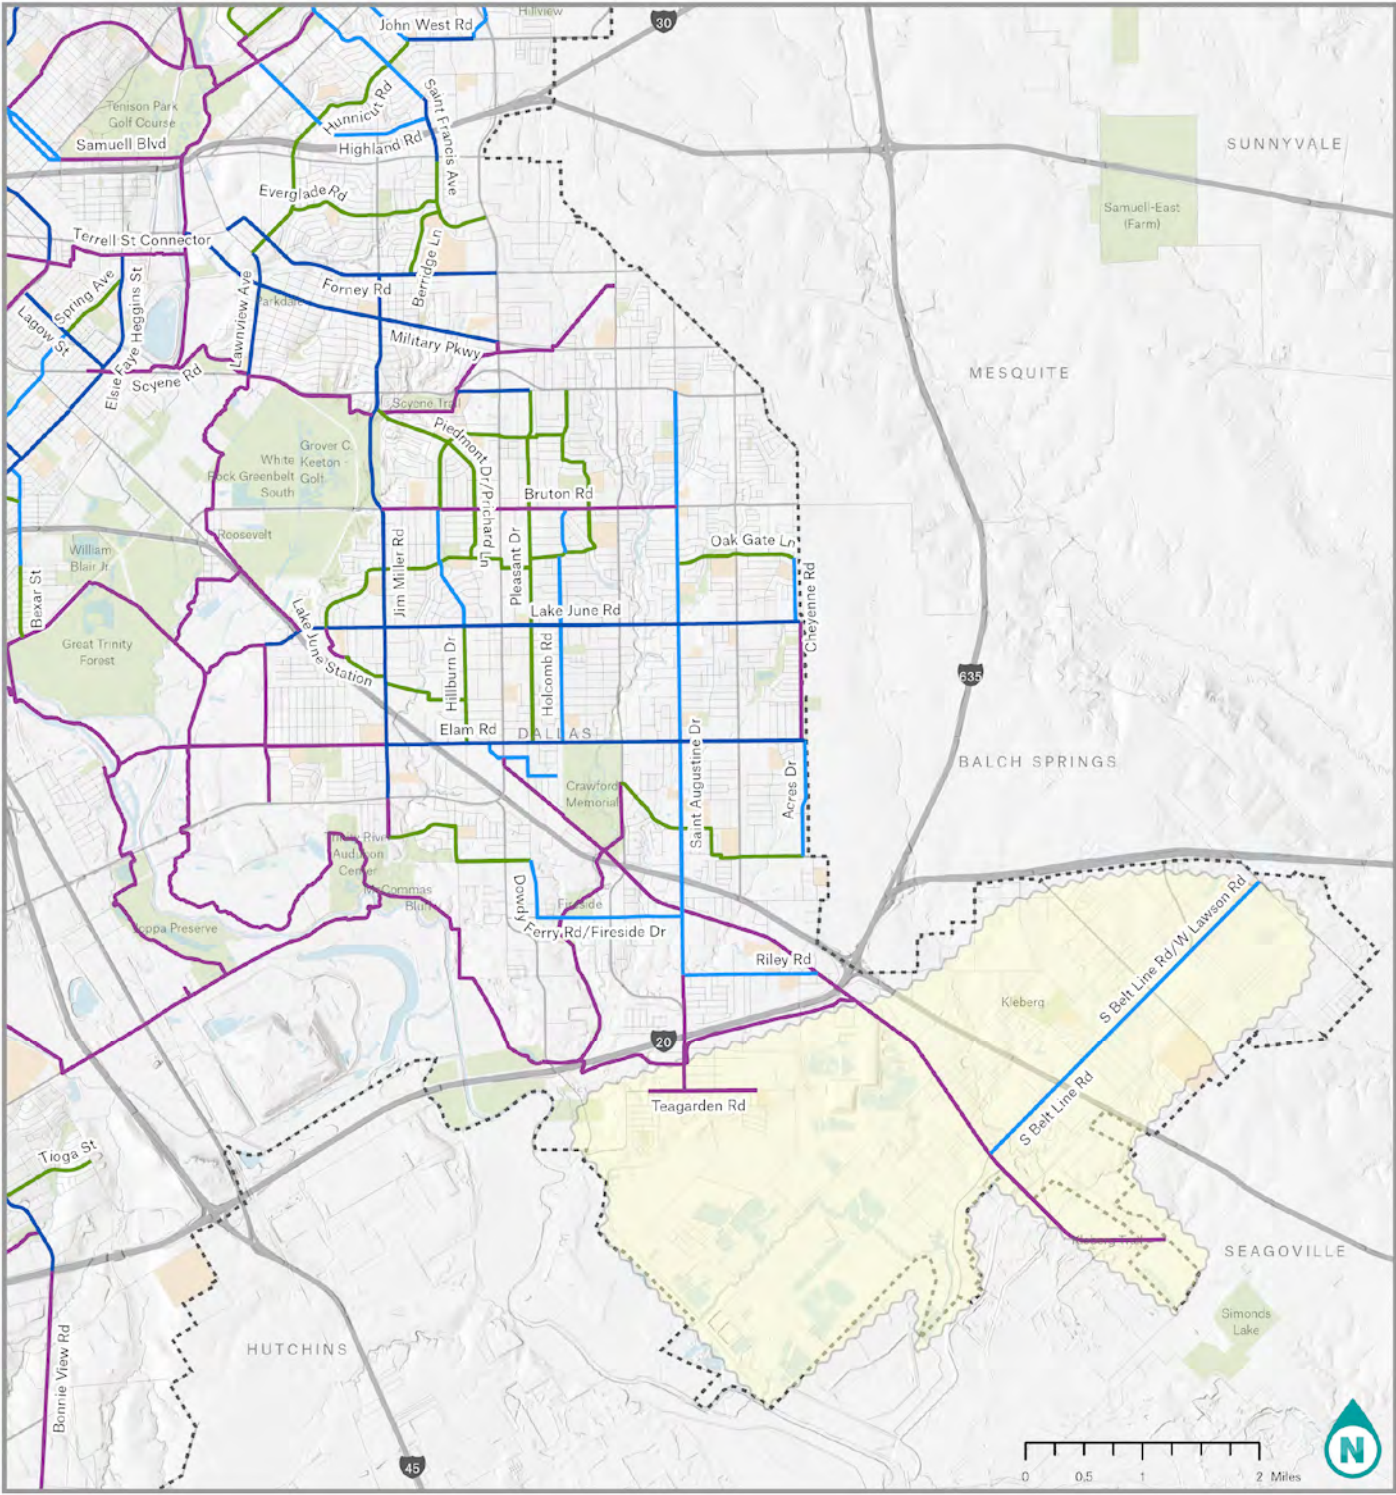 Hillview
John West Rd
30
Tenison Park
Golf Course
Hunnicut Rd
Saint Francis Ave
Samuell Blvd
Highland Rd
SUNNYVALE
Everglade Rd
Samuell-East
(Farm)
Terrell St Connector
Berridge Ln
Spring Ave
Elsie Faye Heggins St
Lawnview Ave
Forney Rd
Parkdale
Lagow St
Military Pkwy
Scyene Rd
MESQUITE
Scyene Trail
Piedmont Dr/Prichard Ln
Grover C.
Keeton
Golf
White
Rock Greenbelt
South
Bruton Rd
Roosevelt
Jim Miller Rd
Pleasant Dr
Oak Gate Ln
William
Blair Jr.
Bexar St
Cheyenne Rd
Lake June Rd
Lake June Station
Great Trinity
Forest
Hillburn Dr
Holcomb Rd
635
Elam Rd
DALLAS
Saint Augustine Dr
BALCH SPRINGS
Acres Dr
Crawford
Memorial
Trinity River
Audubon
Center
McCommas
Bluff
Dowdy Ferry Rd/Fireside Dr
Fireside
Joppa Preserve
Riley Rd
S Belt Line Rd/W Lawson Rd
Kleberg
20
S Belt Line Rd
Teagarden Rd
Tioga St
Kleberg Trail
SEAGOVILLE
Simonds
Lake
HUTCHINS
Bonnie View Rd
45
N
0 0.5 1 2 Miles